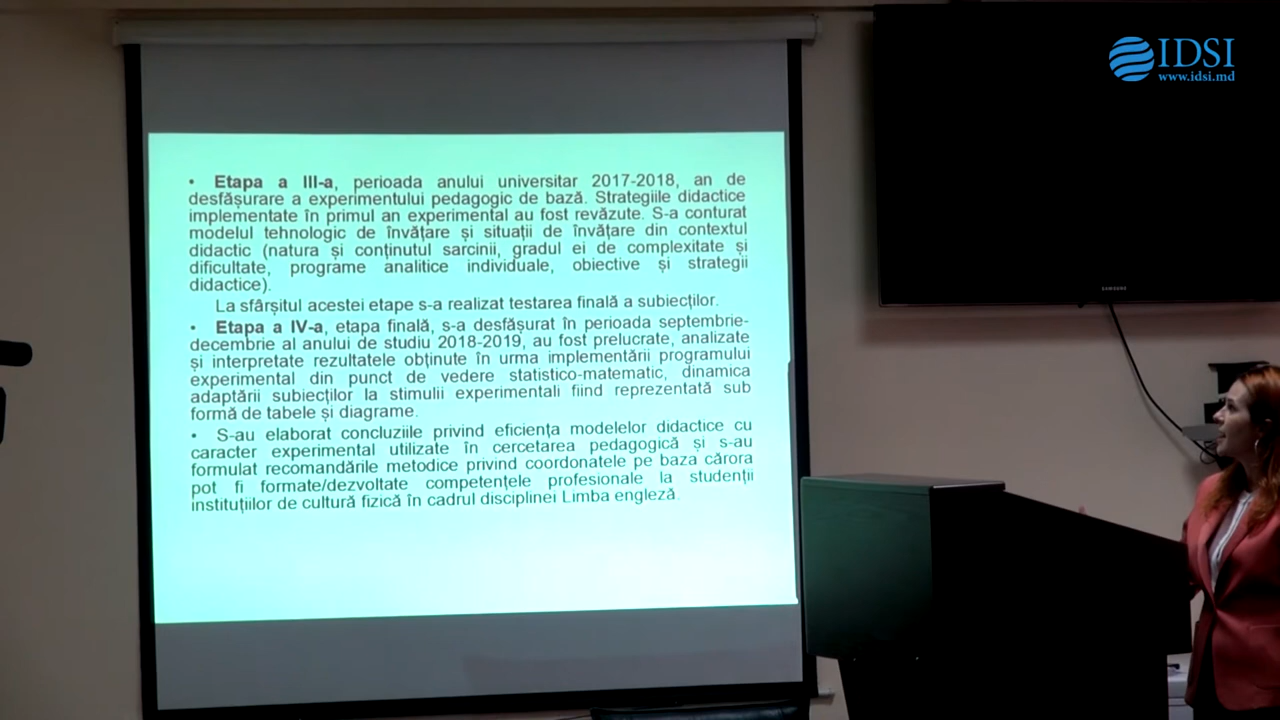 IDSI
www.idsi.md
• Etapa a III-a, perioada anului universitar 2017-2018, an de
desfășurare a experimentului pedagogic de bază. Strategiile didactice
implementate în primul an experimental au fost revăzute. S-a conturat
modelul tehnologic de învățare și situații de învățare din contextul
didactic (natura și conținutul sarcinii, gradul ei de complexitate și
dificultate, programe analitice individuale, obiective și strategii
didactice).
La sfârșitul acestei etape s-a realizat testarea finală a subiecților.
• Etapa a IV-a, etapa finală, s-a desfășurat în perioada septembrie-
decembrie al anului de studiu 2018-2019, au fost prelucrate, analizate
și interpretate rezultatele obținute în urma implementării programului
experimental din punct de vedere statistico-matematic, dinamica
adaptării subiecților la stimulii experimentali fiind reprezentată sub
formă de tabele și diagrame.
• S-au elaborat concluziile privind eficiența modelelor didactice cu
caracter experimental utilizate în cercetarea pedagogică și s-au
formulat recomandările metodice privind coordonatele pe baza cărora
pot fi formate/dezvoltate competențele profesionale la studenții
instituțiilor de cultură fizică în cadrul disciplinei Limba engleză.
SAMSUNG